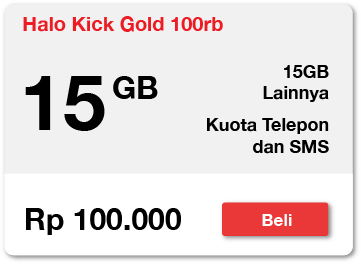 Halo Kick Gold 100rb
15 GB
15GB
Lainnya
Kuota Telepon
dan SMS
Rp 100.000
Beli